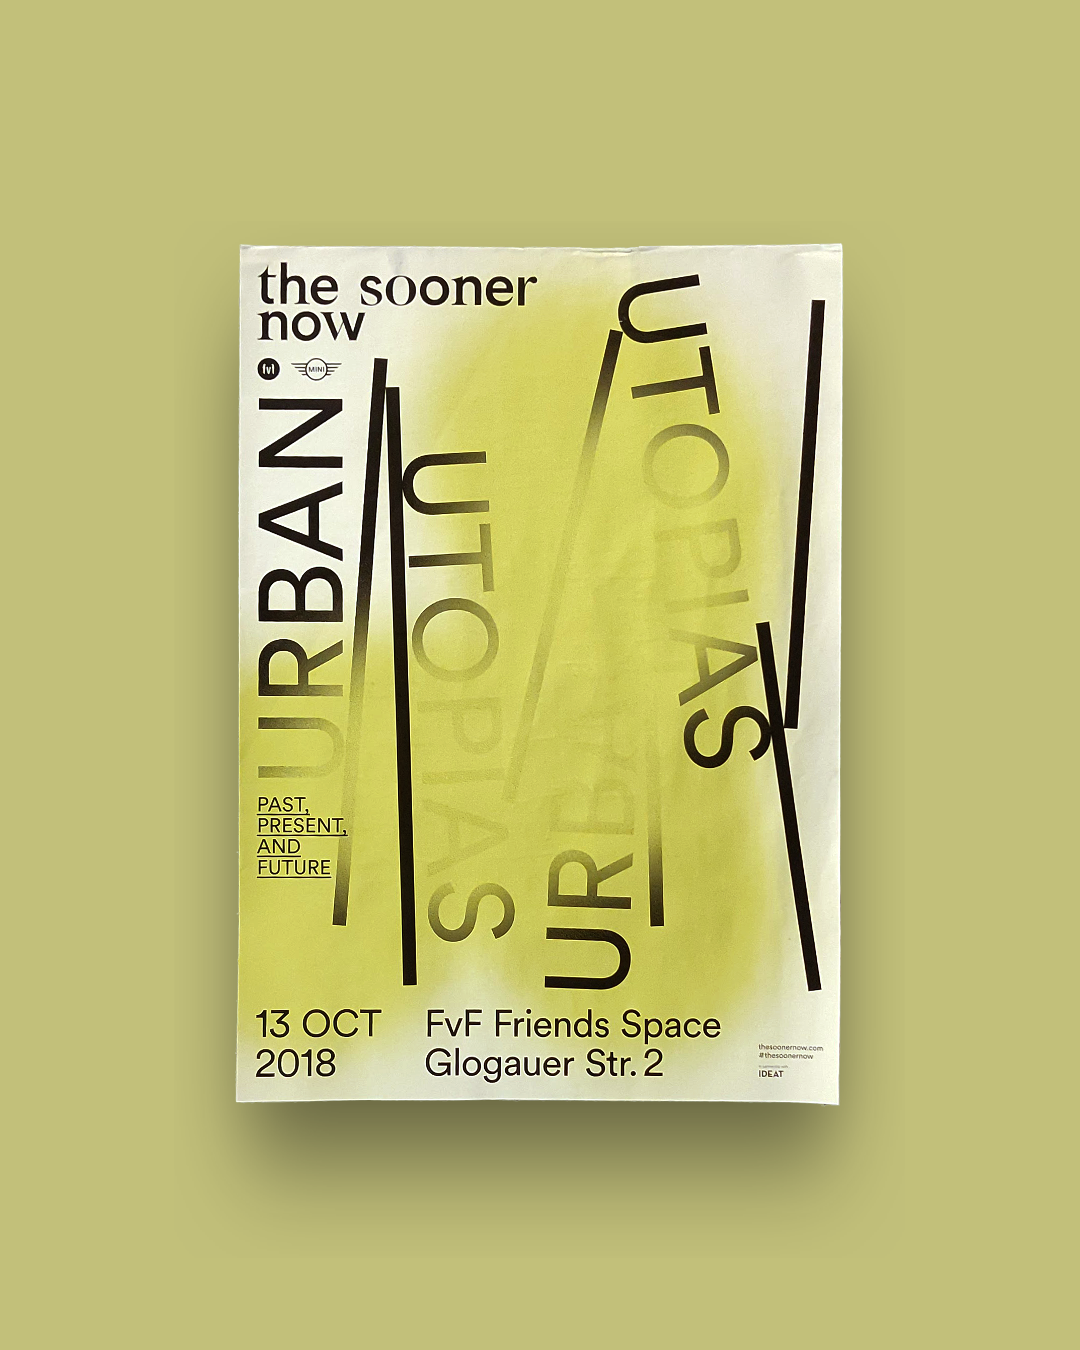 the sooner
now
fvf
MINI
URBAN
UTOPIAS
UTOPIAS
URB
PAST,
PRESENT,
AND
FUTURE
13 OCT
2018
FvF Friends Space
Glogauer Str. 2
thesoonernow.com
#thesoonernow
IDEAT